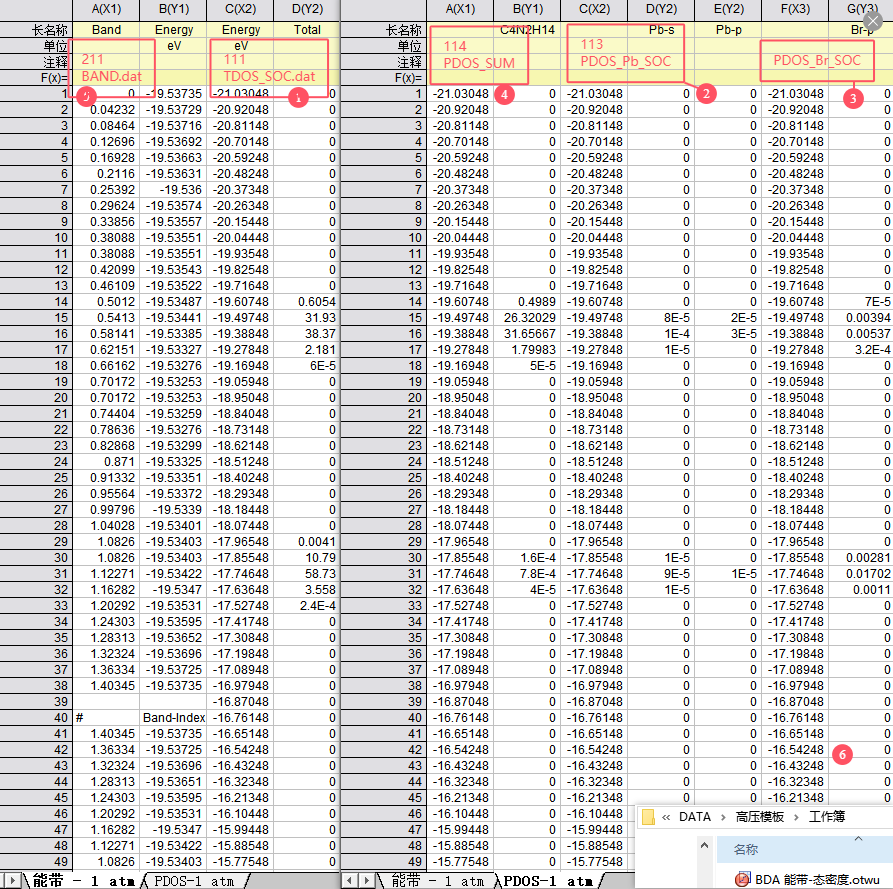 A(X1) B(Y1) C(X2) D(Y2)
长名称 Band Energy Energy Total
单位 eV eV
注释 211 111
F(x)= BAND.dat TDOS_SOC.dat
5 1
1 0 -19.53735 -21.03048 0
2 0.04232 -19.53729 -20.92048 0
3 0.08464 -19.53716 -20.81148 0
4 0.12696 -19.53692 -20.70148 0
5 0.16928 -19.53663 -20.59248 0
6 0.2116 -19.53631 -20.48248 0
7 0.25392 -19.536 -20.37348 0
8 0.29624 -19.53574 -20.26348 0
9 0.33856 -19.53557 -20.15448 0
10 0.38088 -19.53551 -20.04448 0
11 0.38088 -19.53551 -19.93548 0
12 0.42099 -19.53543 -19.82548 0
13 0.46109 -19.53522 -19.71648 0
14 0.5012 -19.53487 -19.60748 0.6054
15 0.5413 -19.53441 -19.49748 31.93
16 0.58141 -19.53385 -19.38848 38.37
17 0.62151 -19.53327 -19.27848 2.181
18 0.66162 -19.53276 -19.16948 6E-5
19 0.70172 -19.53253 -19.05948 0
20 0.70172 -19.53253 -18.95048 0
21 0.74404 -19.53259 -18.84048 0
22 0.78636 -19.53276 -18.73148 0
23 0.82868 -19.53299 -18.62148 0
24 0.871 -19.53325 -18.51248 0
25 0.91332 -19.53351 -18.40248 0
26 0.95564 -19.53372 -18.29348 0
27 0.99796 -19.5339 -18.18448 0
28 1.04028 -19.53401 -18.07448 0
29 1.0826 -19.53403 -17.96548 0.0041
30 1.0826 -19.53403 -17.85548 10.79
31 1.12271 -19.53422 -17.74648 58.73
32 1.16282 -19.5347 -17.63648 3.558
33 1.20292 -19.53531 -17.52748 2.4E-4
34 1.24303 -19.53595 -17.41748 0
35 1.28313 -19.53652 -17.30848 0
36 1.32324 -19.53696 -17.19848 0
37 1.36334 -19.53725 -17.08948 0
38 1.40345 -19.53735 -16.97948 0
39 -16.87048 0
40 # Band-Index -16.76148 0
41 1.40345 -19.53735 -16.65148 0
42 1.36334 -19.53725 -16.54248 0
43 1.32324 -19.53696 -16.43248 0
44 1.28313 -19.53651 -16.32348 0
45 1.24303 -19.53595 -16.21348 0
46 1.20292 -19.53531 -16.10448 0
47 1.16282 -19.5347 -15.99448 0
48 1.12271 -19.53422 -15.88548 0
49 1.0826 -19.53403 -15.77548 0
能带 - 1 atm PDOS-1 atm
A(X1) B(Y1) C(X2) D(Y2) E(Y2) F(X3) G(Y3)
长名称 C4N2H14 Pb-s Pb-p Br-p
单位 114 113
注释 PDOS_SUM PDOS_Pb_SOC PDOS_Br_SOC
F(x)=
4 2 3
1 -21.03048 0 -21.03048 0 0 -21.03048 0
2 -20.92048 0 -20.92048 0 0 -20.92048 0
3 -20.81148 0 -20.81148 0 0 -20.81148 0
4 -20.70148 0 -20.70148 0 0 -20.70148 0
5 -20.59248 0 -20.59248 0 0 -20.59248 0
6 -20.48248 0 -20.48248 0 0 -20.48248 0
7 -20.37348 0 -20.37348 0 0 -20.37348 0
8 -20.26348 0 -20.26348 0 0 -20.26348 0
9 -20.15448 0 -20.15448 0 0 -20.15448 0
10 -20.04448 0 -20.04448 0 0 -20.04448 0
11 -19.93548 0 -19.93548 0 0 -19.93548 0
12 -19.82548 0 -19.82548 0 0 -19.82548 0
13 -19.71648 0 -19.71648 0 0 -19.71648 0
14 -19.60748 0.4989 -19.60748 0 0 -19.60748 7E-5
15 -19.49748 26.32029 -19.49748 8E-5 2E-5 -19.49748 0.00394
16 -19.38848 31.65667 -19.38848 1E-4 3E-5 -19.38848 0.00537
17 -19.27848 1.79983 -19.27848 1E-5 0 -19.27848 3.2E-4
18 -19.16948 5E-5 -19.16948 0 0 -19.16948 0
19 -19.05948 0 -19.05948 0 0 -19.05948 0
20 -18.95048 0 -18.95048 0 0 -18.95048 0
21 -18.84048 0 -18.84048 0 0 -18.84048 0
22 -18.73148 0 -18.73148 0 0 -18.73148 0
23 -18.62148 0 -18.62148 0 0 -18.62148 0
24 -18.51248 0 -18.51248 0 0 -18.51248 0
25 -18.40248 0 -18.40248 0 0 -18.40248 0
26 -18.29348 0 -18.29348 0 0 -18.29348 0
27 -18.18448 0 -18.18448 0 0 -18.18448 0
28 -18.07448 0 -18.07448 0 0 -18.07448 0
29 -17.96548 0 -17.96548 0 0 -17.96548 0
30 -17.85548 1.6E-4 -17.85548 1E-5 0 -17.85548 0.00281
31 -17.74648 7.8E-4 -17.74648 9E-5 1E-5 -17.74648 0.01702
32 -17.63648 4E-5 -17.63648 1E-5 0 -17.63648 0.0011
33 -17.52748 0 -17.52748 0 0 -17.52748 0
34 -17.41748 0 -17.41748 0 0 -17.41748 0
35 -17.30848 0 -17.30848 0 0 -17.30848 0
36 -17.19848 0 -17.19848 0 0 -17.19848 0
37 -17.08948 0 -17.08948 0 0 -17.08948 0
38 -16.97948 0 -16.97948 0 0 -16.97948 0
39 -16.87048 0 -16.87048 0 0 -16.87048 0
40 -16.76148 0 -16.76148 0 0 -16.76148 0
41 -16.65148 0 -16.65148 0 0 -16.65148 0
42 -16.54248 0 -16.54248 0 0 -16.54248 0
6
43 -16.43248 0 -16.43248 0 0 -16.43248 0
44 -16.32348 0 -16.32348 0 0 -16.32348 0
45 -16.21348 0 -16.21348 0 0 -16.21348 0
46 -16.10448 0 -16.10448 0
47 -15.99448 0 -15.99448 0
48 -15.88548 0 -15.88548 0
49 -15.77548 0 -15.77548 0
能带 - 1 atm PDOS-1 atm
« DATA › 高压模板 › 工作簿
名称
BDA 能带-态密度.otwu